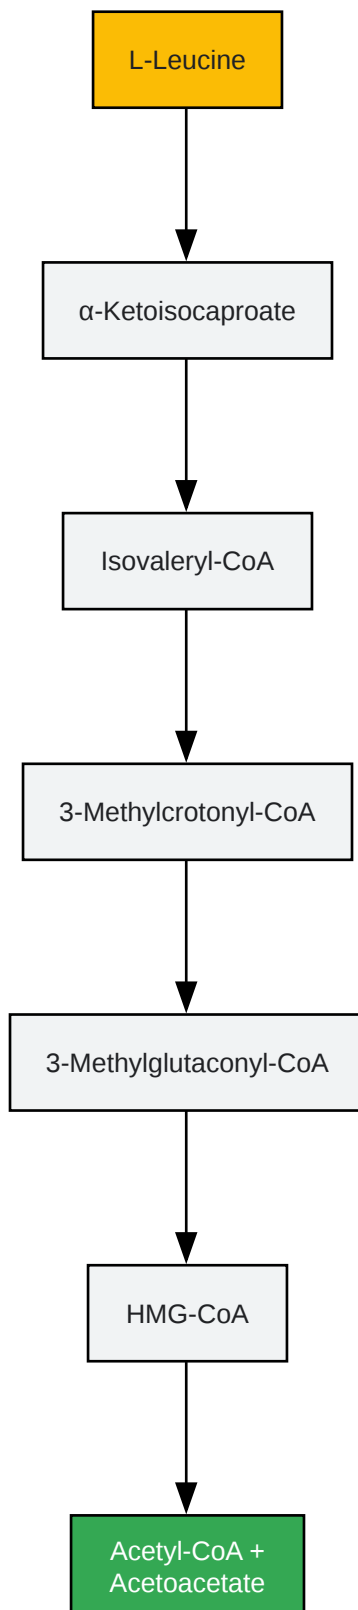 L-Leucine
α-Ketoisocaproate
Isovaleryl-CoA
3-Methylcrotonyl-CoA
3-Methylglutaconyl-CoA
HMG-CoA
Acetyl-CoA +
Acetoacetate